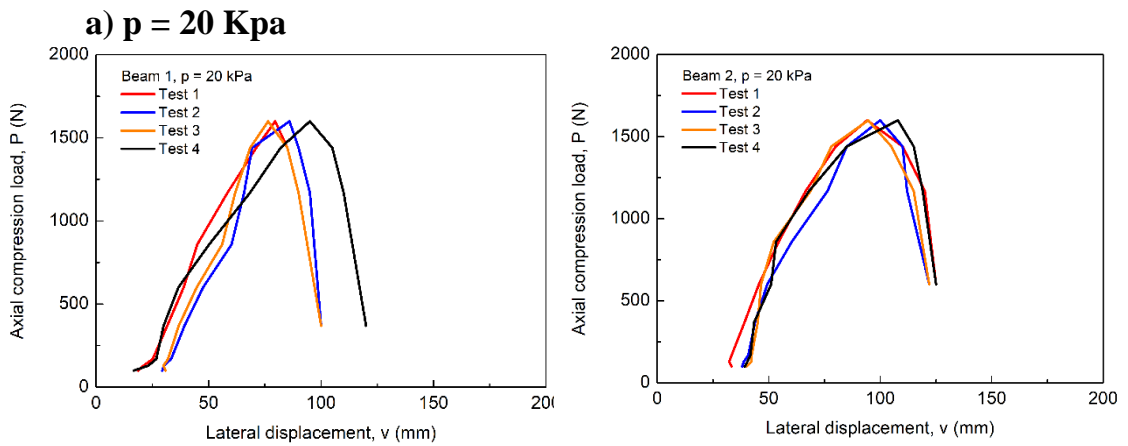 a) p = 20 Kpa
Axial compression load, P (N)
2000
1500
1000
500
0
Beam 1, p = 20 kPa
Test 1
Test 2
Test 3
Test 4
0 50 100 150 200
Lateral displacement, v (mm)
Axial compression load, P (N)
2000
1500
1000
500
0
Beam 2, p = 20 kPa
Test 1
Test 2
Test 3
Test 4
0 50 100 150 200
Lateral displacement, v (mm)